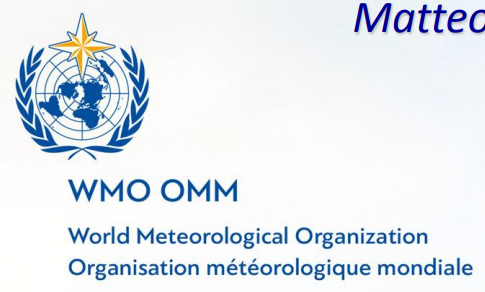 Matteo
WMO OMM
World Meteorological Organization
Organisation météorologique mondiale